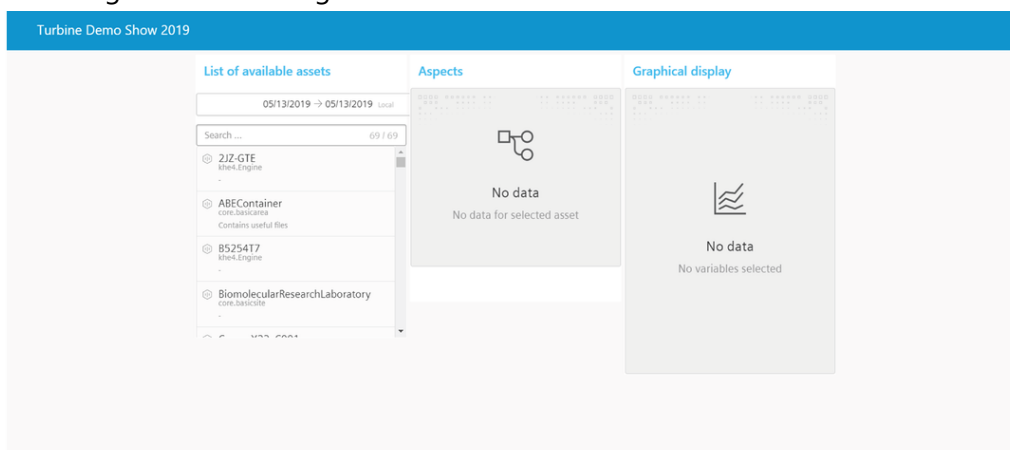 Turbine Demo Show 2019
List of available assets
05/13/2019 → 05/13/2019 Local
Search ... 69 / 69
2JZ-GTE
khe4.Engine
.
ABEContainer
core.basicarea
Contains useful files
B5254T7
khe4.Engine
.
BiomolecularResearchLaboratory
core.basicsite
.
Aspects
No data
No data for selected asset
Graphical display
No data
No variables selected